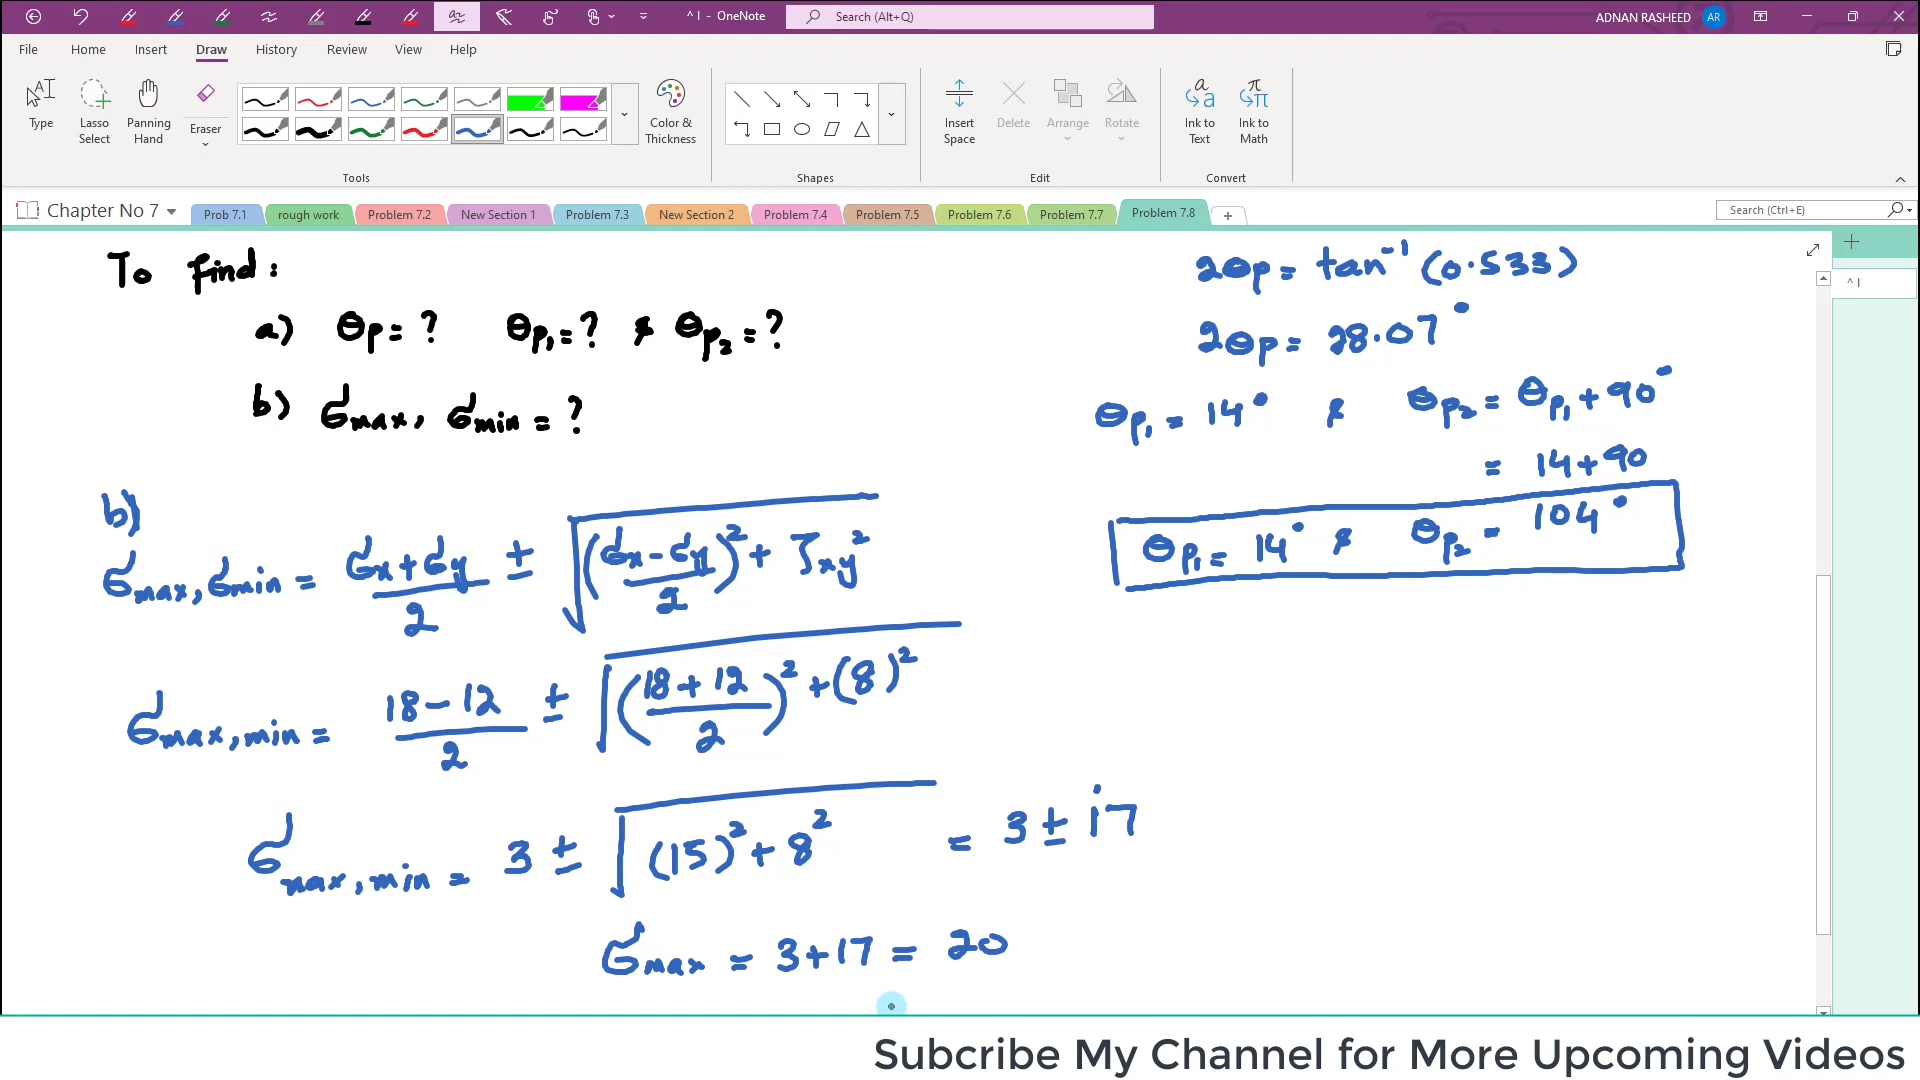 ^ I - OneNote
Search (Alt+Q)
ADNAN RASHEED AR
File Home Insert Draw History Review View Help
Type
Lasso Select
Panning Hand
Eraser
Color & Thickness
Insert Space
Delete
Arrange
Rotate
Ink to Text
Ink to Math
Tools Shapes Edit Convert
Chapter No 7
Prob 7.1 rough work Problem 7.2 New Section 1 Problem 7.3 New Section 2 Problem 7.4 Problem 7.5 Problem 7.6 Problem 7.7 Problem 7.8 +
Search (Ctrl+E)
^ I
To find:
a) θp = ? θp₁ = ? & θp₂ = ?
b) σmax, σmin = ?
b)
σmax, σmin = (σx + σy)/2 ± √((σx - σy)/2)² + τxy²
σmax, min = (18 - 12)/2 ± √((18 + 12)/2)² + (8)²
σmax, min = 3 ± √(15)² + 8² = 3 ± 17
σmax = 3 + 17 = 20
2θp = tan⁻¹ (0.533)
2θp = 28.07°
θp₁ = 14° & θp₂ = θp₁ + 90°
= 14 + 90
θp₁ = 14° & θp₂ = 104°
Subcribe My Channel for More Upcoming Videos